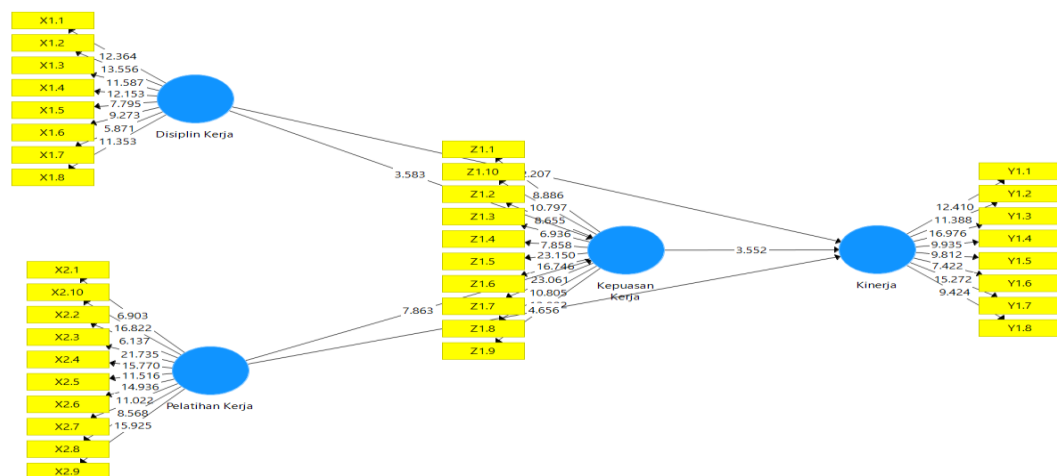 X1.1
X1.2
X1.3
X1.4
X1.5
X1.6
X1.7
X1.8
12.364
13.556
11.587
12.153
7.795
9.273
5.871
11.353
Disiplin Kerja
3.583
2.207
X2.1
X2.10
X2.2
X2.3
X2.4
X2.5
X2.6
X2.7
X2.8
X2.9
6.903
16.822
6.137
21.735
15.770
11.516
14.936
11.022
8.568
15.925
Pelatihan Kerja
7.863
4.656
Z1.1
Z1.10
Z1.2
Z1.3
Z1.4
Z1.5
Z1.6
Z1.7
Z1.8
Z1.9
8.886
10.797
8.655
6.936
7.858
23.150
16.746
23.061
10.805
Kepuasan
Kerja
3.552
Kinerja
12.410
11.388
16.976
9.935
9.812
7.422
15.272
9.424
Y1.1
Y1.2
Y1.3
Y1.4
Y1.5
Y1.6
Y1.7
Y1.8